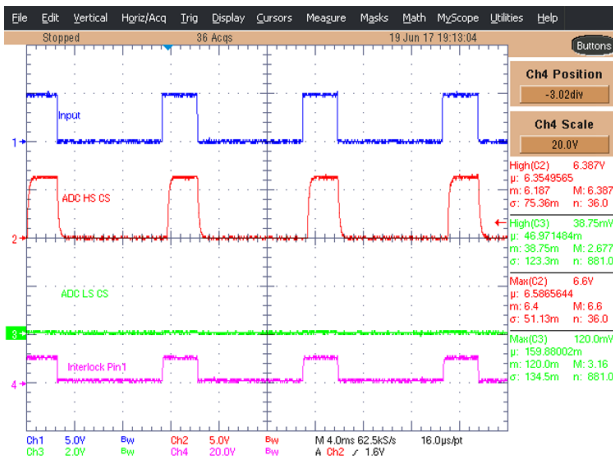 File Edit Vertical Horiz/Acq Trig Display Cursors Measure Masks Math MyScope Utilities Help
Stopped 36 Acqs 19 Jun 17 19:13:04
Buttons
Ch4 Position
-3.02div
Ch4 Scale
20.0V
Input
1
ADC HS CS
2
ADC LS CS
3
Interlock Pin1
4
High(C2) 6.387V
µ: 6.3549565
m: 6.187 M: 6.387
σ: 75.36m n: 36.0
High(C3) 38.75mV
µ: 46.971484m
m: 38.75m M: 2.677
σ: 123.3m n: 881.0
Max(C2) 6.6V
µ: 6.5865644
m: 6.4 M: 6.6
σ: 51.13m n: 36.0
Max(C3) 120.0mV
µ: 159.88002m
m: 120.0m M: 3.16
σ: 134.5m n: 881.0
Ch1 5.0V Bw Ch2 5.0V Bw M 4.0ms 62.5kS/s 16.0µs/pt
Ch3 2.0V Bw Ch4 20.0V Bw A Ch2 ∕ 1.6V